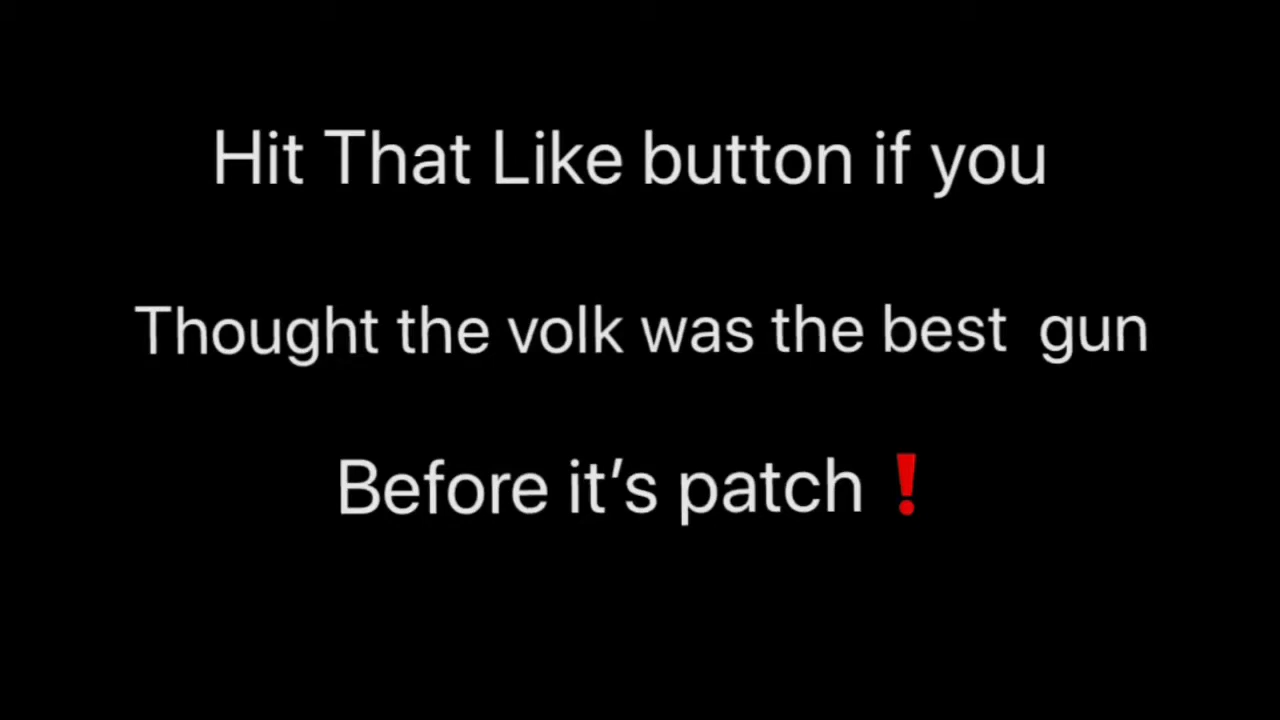 Hit That Like button if you
Thought the volk was the best gun
Before it’s patch❗